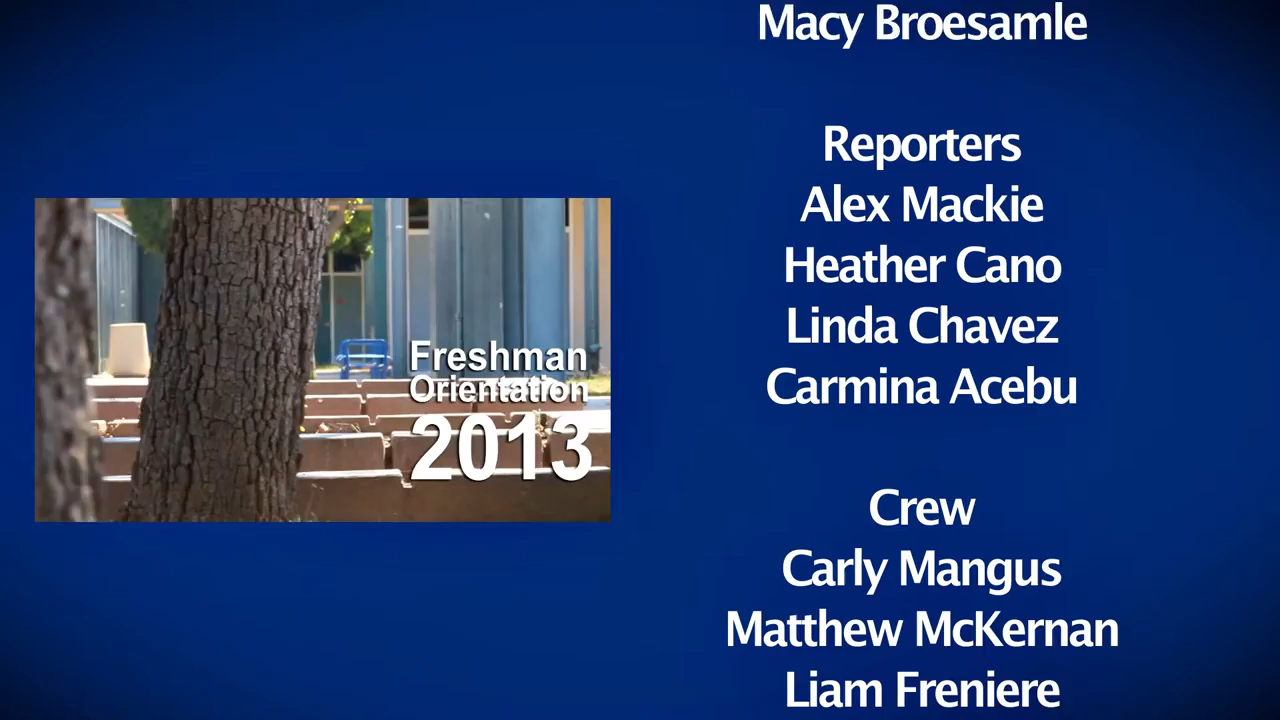 Macy Broesamle
Reporters
Alex Mackie
Heather Cano
Linda Chavez
Carmina Acebu
Crew
Carly Mangus
Matthew McKernan
Liam Freniere
Freshman
Orientation
2013